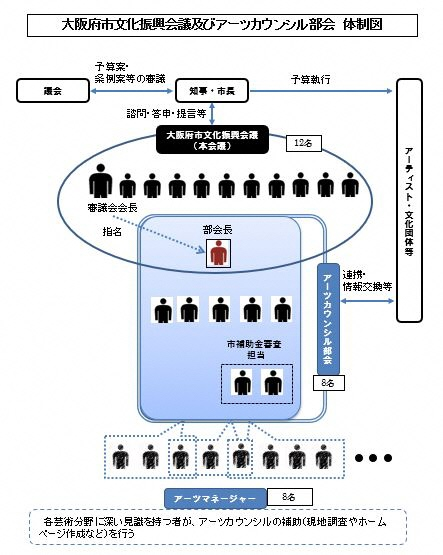 大阪府市文化振興会議及びアーツカウンシル部会 体制図
予算案・
条例案等の審議
予算執行
議会
知事・市長
諮問・答申・提言等
大阪府市文化振興会議
（本会議）
12名
アーティスト・文化団体等
審議会会長
指名
部会長
連携・
情報交換等
アーツカウンシル部会
市補助金審査
担当
8名
アーツマネージャー
8名
各芸術分野に深い見識を持つ者が、アーツカウンシルの補助(現地調査やホーム
ページ作成など)を行う